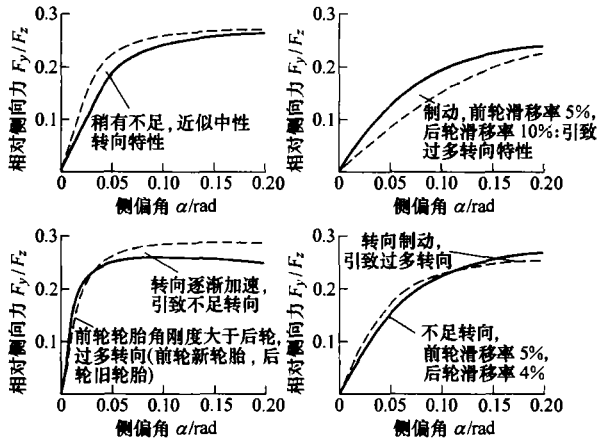 相对侧向力 Fy/Fz
0.3
0.2
0.1
稍有不足,近似中性
转向特性
0 0.05 0.10 0.15 0.20
侧偏角 α/rad
相对侧向力 Fy/Fz
0.3
0.2
0.1
制动,前轮滑移率 5%,
后轮滑移率 10%:引致
过多转向特性
0 0.05 0.10 0.15 0.20
侧偏角 α/rad
相对侧向力 Fy/Fz
0.3
0.2
0.1
转向逐渐加速,
引致不足转向
前轮轮胎角刚度大于后轮,
过多转向(前轮新轮胎,后
轮旧轮胎)
0 0.05 0.10 0.15 0.20
侧偏角 α/rad
相对侧向力 Fy/Fz
0.3
0.2
0.1
转向制动,
引致过多转向
不足转向,
前轮滑移率5%,
后轮滑移率4%
0 0.05 0.10 0.15 0.20
侧偏角 α/rad